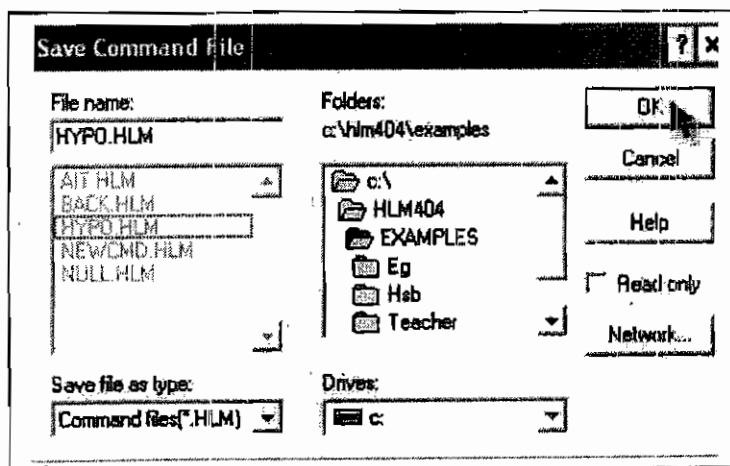 Save Command File
? x
File name:
HYPO.HLM
AIT.HLM
BACK.HLM
HYPO.HLM
NEWCMD.HLM
NULL.HLM
Save file as type:
Command files(*.HLM)
Folders:
c:\hlm404\examples
c:\
HLM404
EXAMPLES
Eg
Hsb
Teacher
Drives:
c:
OK
Cancel
Help
Read only
Network...